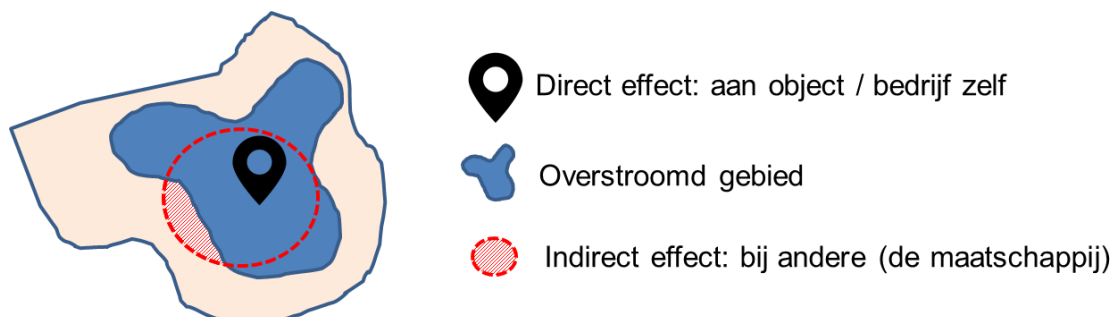 Direct effect: aan object / bedrijf zelf
Overstroomd gebied
Indirect effect: bij andere (de maatschappij)